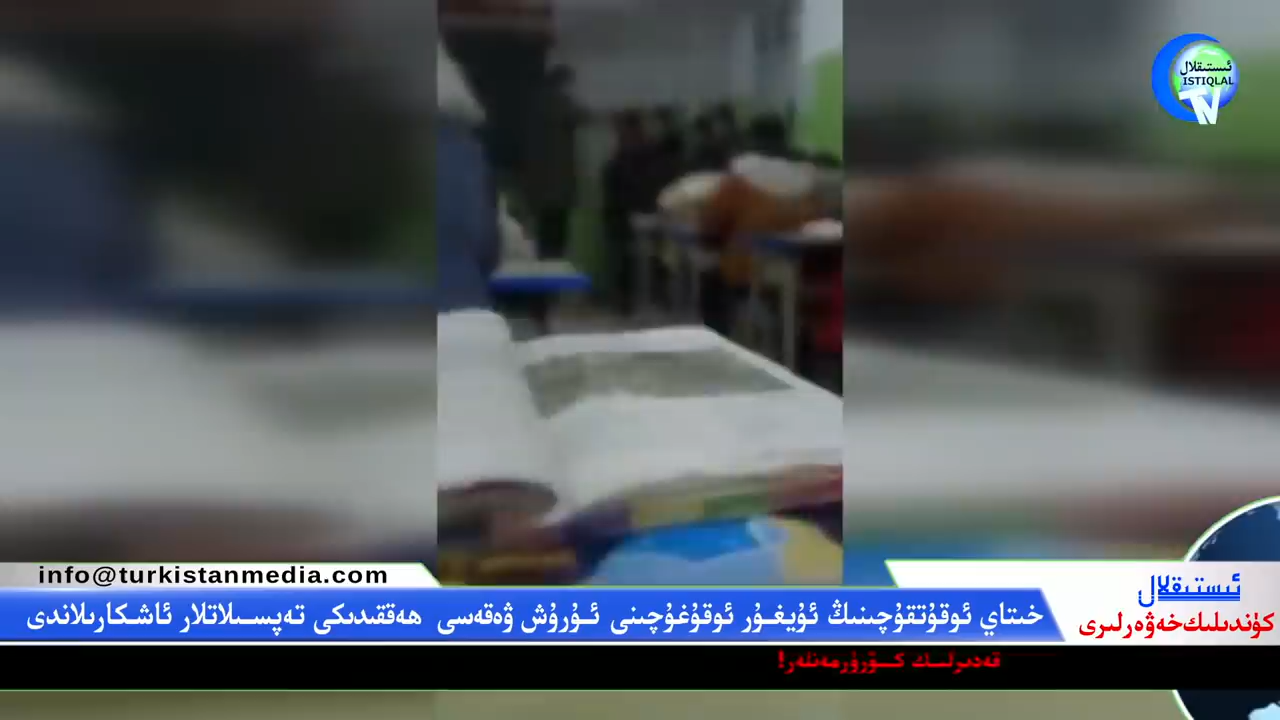 ئىستىقلال
ISTIQLAL
TV
info@turkistanmedia.com
خىتاي ئوقۇتقۇچىنىڭ ئۇيغۇر ئوقۇغۇچىنى ئۇرۇش ۋەقەسى ھەققىدىكى تەپسىلاتلار ئاشكارىلاندى
ئىستىقلال
كۈندىلىك خەۋەرلىرى
قەدىرلىك كۆرۈرمەنلەر!